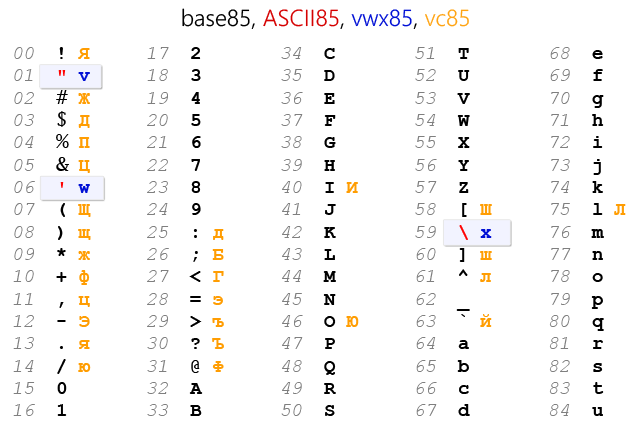 base85, ASCII85, vwx85, vc85
00 ! Я 17 2 34 C 51 T 68 e
01 " v 18 3 35 D 52 U 69 f
02 # Ж 19 4 36 E 53 V 70 g
03 $ Д 20 5 37 F 54 W 71 h
04 % П 21 6 38 G 55 X 72 i
05 & Ц 22 7 39 H 56 Y 73 j
06 ' w 23 8 40 I И 57 Z 74 k
07 ( Щ 24 9 41 J 58 [ Ш 75 l Л
08 ) щ 25 : д 42 K 59 \ x 76 m
09 * ж 26 ; Б 43 L 60 ] ш 77 n
10 + ф 27 < Г 44 M 61 ^ л 78 o
11 , ц 28 = э 45 N 62 _ 79 p
12 - Э 29 > ъ 46 O Ю 63 ` й 80 q
13 . я 30 ? Ъ 47 P 64 a 81 r
14 / ю 31 @ Ф 48 Q 65 b 82 s
15 0 32 A 49 R 66 c 83 t
16 1 33 B 50 S 67 d 84 u